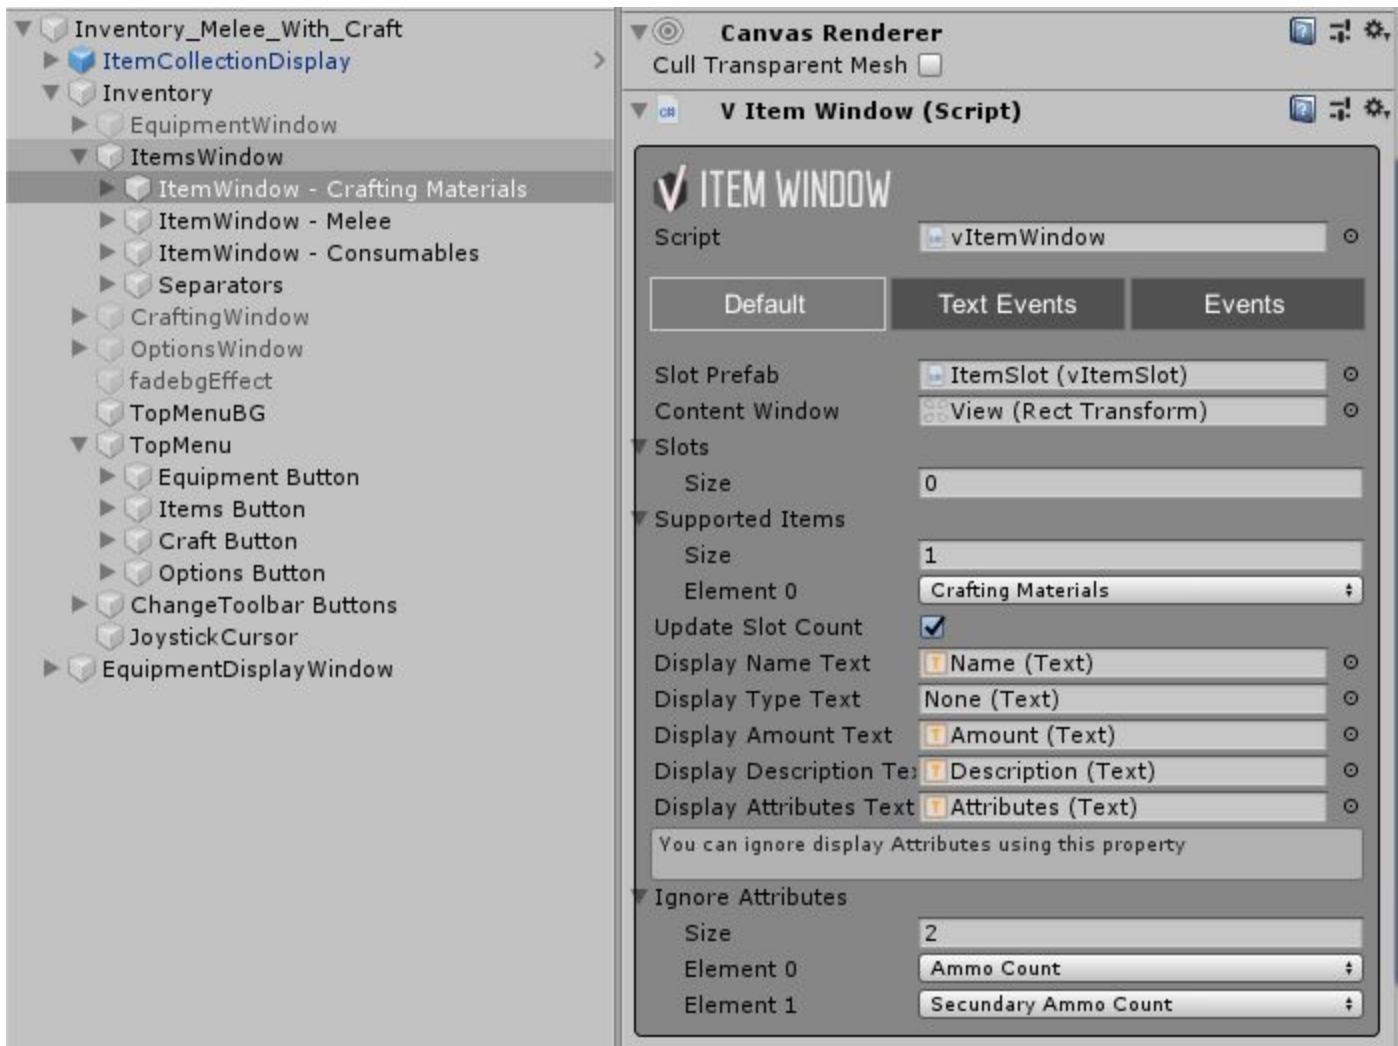 Inventory_Melee_With_Craft
ItemCollectionDisplay
Inventory
EquipmentWindow
ItemsWindow
ItemWindow - Crafting Materials
ItemWindow - Melee
ItemWindow - Consumables
Separators
CraftingWindow
OptionsWindow
fadebgEffect
TopMenuBG
TopMenu
Equipment Button
Items Button
Craft Button
Options Button
ChangeToolbar Buttons
JoystickCursor
EquipmentDisplayWindow
Canvas Renderer
Cull Transparent Mesh
C# V Item Window (Script)
ITEM WINDOW
Script vItemWindow
Default Text Events Events
Slot Prefab ItemSlot (vItemSlot)
Content Window View (Rect Transform)
Slots
Size 0
Supported Items
Size 1
Element 0 Crafting Materials
Update Slot Count
Display Name Text T Name (Text)
Display Type Text None (Text)
Display Amount Text T Amount (Text)
Display Description Te T Description (Text)
Display Attributes Text T Attributes (Text)
You can ignore display Attributes using this property
Ignore Attributes
Size 2
Element 0 Ammo Count
Element 1 Secundary Ammo Count